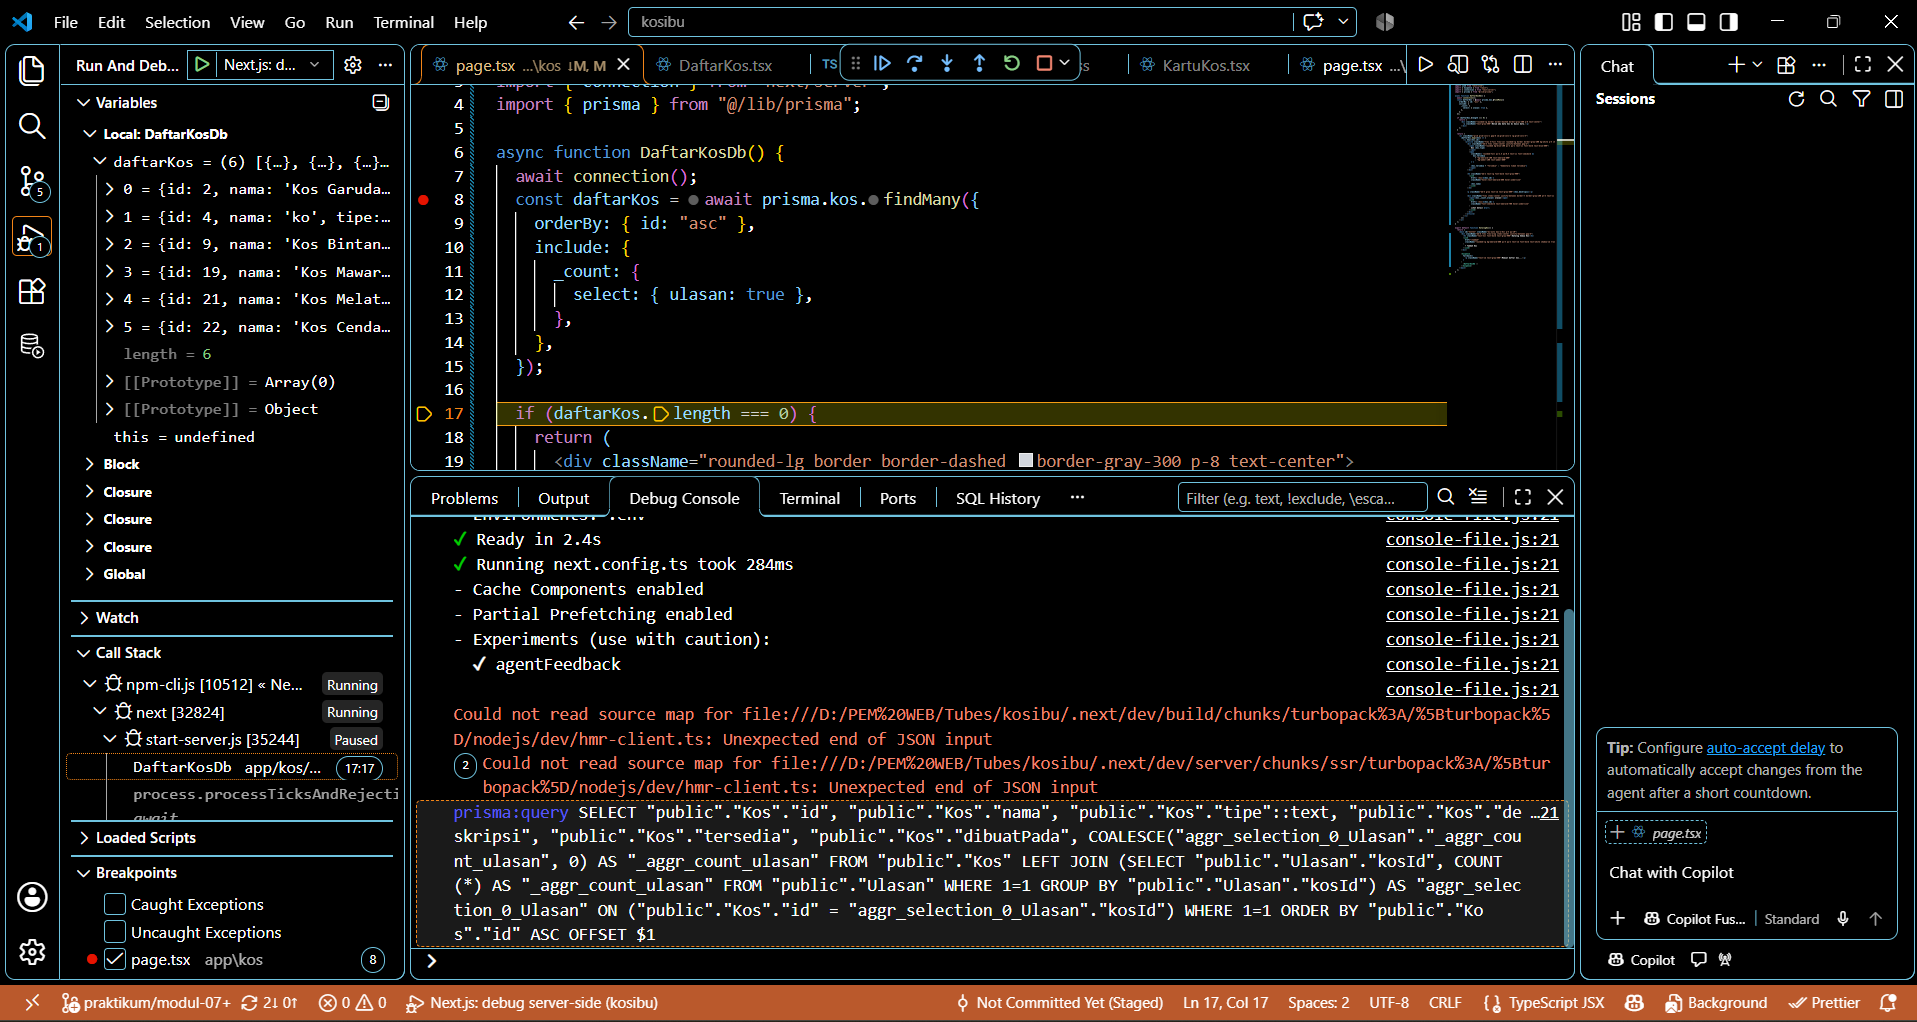 File Edit Selection View Go Run Terminal Help
kosibu
Run And Deb... Next.js: d...
Variables
Local: DaftarKosDb
daftarKos = (6) [{…}, {…}, {…}...
0 = {id: 2, nama: 'Kos Garuda...
1 = {id: 4, nama: 'ko', tipe:...
2 = {id: 9, nama: 'Kos Bintan...
3 = {id: 19, nama: 'Kos Mawar...
4 = {id: 21, nama: 'Kos Melat...
5 = {id: 22, nama: 'Kos Cenda...
length = 6
[[Prototype]] = Array(0)
[[Prototype]] = Object
this = undefined
Block
Closure
Closure
Closure
Global
Watch
Call Stack
npm-cli.js [10512] « Ne... Running
next [32824] Running
start-server.js [35244] Paused
DaftarKosDb app/kos/... 17:17
process.processTicksAndRejecti
await
Loaded Scripts
Breakpoints
Caught Exceptions
Uncaught Exceptions
page.tsx app\kos 8
5
1
page.tsx ...\kos ↓M, M DaftarKos.tsx TS ss KartuKos.tsx page.tsx ...\
3 import { connection } from "next/server";
4 import { prisma } from "@/lib/prisma";
5
6 async function DaftarKosDb() {
7 await connection();
8 const daftarKos = await prisma.kos.findMany({
9 orderBy: { id: "asc" },
10 include: {
11 _count: {
12 select: { ulasan: true },
13 },
14 },
15 });
16
17 if (daftarKos.length === 0) {
18 return (
19 <div className="rounded-lg border border-dashed border-gray-300 p-8 text-center">
Problems Output Debug Console Terminal Ports SQL History Filter (e.g. text, !exclude, \esca...
- Environments: .env console-file.js:21
✓ Ready in 2.4s console-file.js:21
✓ Running next.config.ts took 284ms console-file.js:21
- Cache Components enabled console-file.js:21
- Partial Prefetching enabled console-file.js:21
- Experiments (use with caution): console-file.js:21
✓ agentFeedback console-file.js:21
console-file.js:21
Could not read source map for file:///D:/PEM%20WEB/Tubes/kosibu/.next/dev/build/chunks/turbopack%3A/%5Bturbopack%5
D/nodejs/dev/hmr-client.ts: Unexpected end of JSON input
2 Could not read source map for file:///D:/PEM%20WEB/Tubes/kosibu/.next/dev/server/chunks/ssr/turbopack%3A/%5Btur
bopack%5D/nodejs/dev/hmr-client.ts: Unexpected end of JSON input
prisma:query SELECT "public"."Kos"."id", "public"."Kos"."nama", "public"."Kos"."tipe"::text, "public"."Kos"."de …21
skripsi", "public"."Kos"."tersedia", "public"."Kos"."dibuatPada", COALESCE("aggr_selection_0_Ulasan"."_aggr_cou
nt_ulasan", 0) AS "_aggr_count_ulasan" FROM "public"."Kos" LEFT JOIN (SELECT "public"."Ulasan"."kosId", COUNT
(*) AS "_aggr_count_ulasan" FROM "public"."Ulasan" WHERE 1=1 GROUP BY "public"."Ulasan"."kosId") AS "aggr_selec
tion_0_Ulasan" ON ("public"."Kos"."id" = "aggr_selection_0_Ulasan"."kosId") WHERE 1=1 ORDER BY "public"."Ko
s"."id" ASC OFFSET $1
Chat
Sessions
Tip: Configure auto-accept delay to
automatically accept changes from the
agent after a short countdown.
page.tsx
Chat with Copilot
Copilot Fus... Standard
Copilot
praktikum/modul-07+ 2↓ 0↑ 0 0 Next.js: debug server-side (kosibu) Not Committed Yet (Staged) Ln 17, Col 17 Spaces: 2 UTF-8 CRLF {} TypeScript JSX Background Prettier